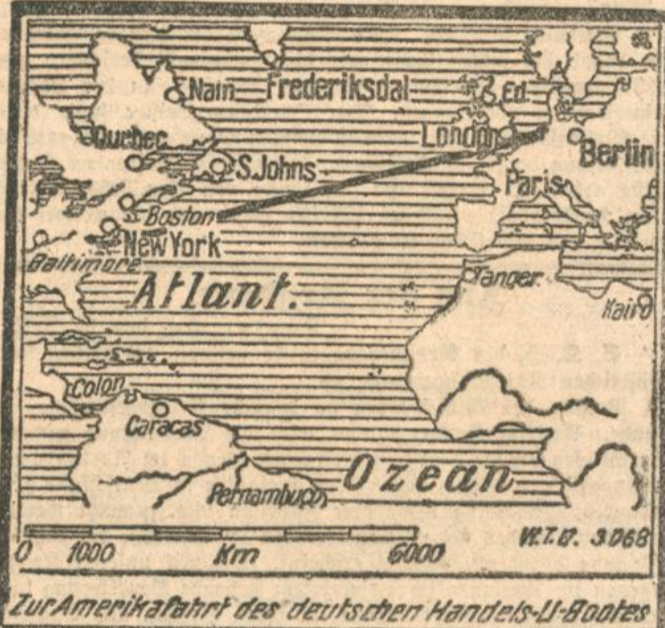 Nain Frederiksdal Ed.
Quebec London Berlin
S.Johns Paris
Boston
New York
Baltimore
Atlant. Tanger
Kairo
Colon
Caracas
Ozean
Pernambuco
0 1000 Km 6000 W.T.B. 3068
Zur Amerikafahrt des deutschen Handels-U-Bootes